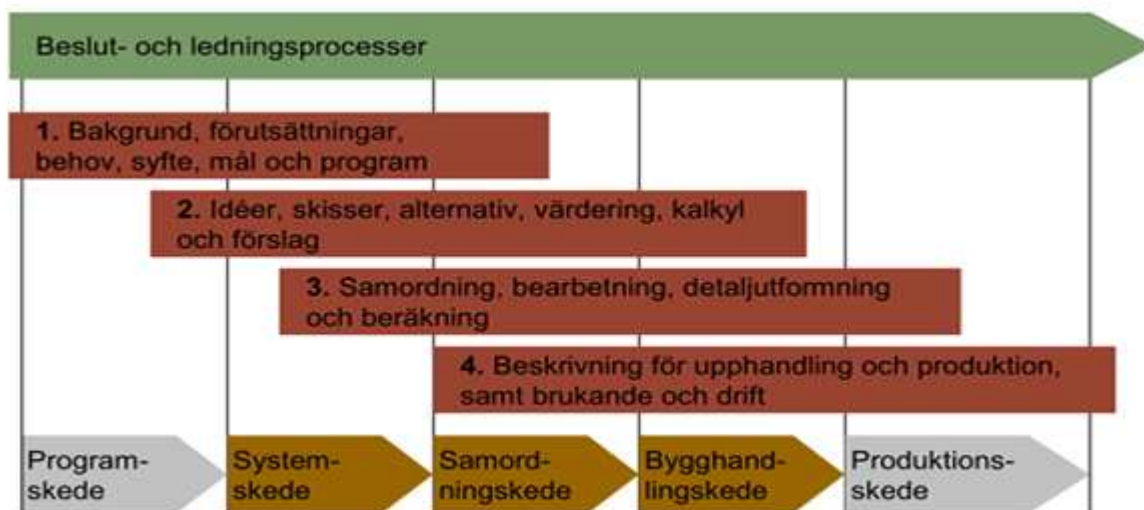 Beslut- och ledningsprocesser
1. Bakgrund, förutsättningar,
behov, syfte, mål och program
2. Idéer, skisser, alternativ, värdering, kalkyl
och förslag
3. Samordning, bearbetning, detaljutformning
och beräkning
4. Beskrivning för upphandling och produktion,
samt brukande och drift
Program-
skede
System-
skede
Samord-
ningskede
Bygghand-
lingskede
Produktions-
skede